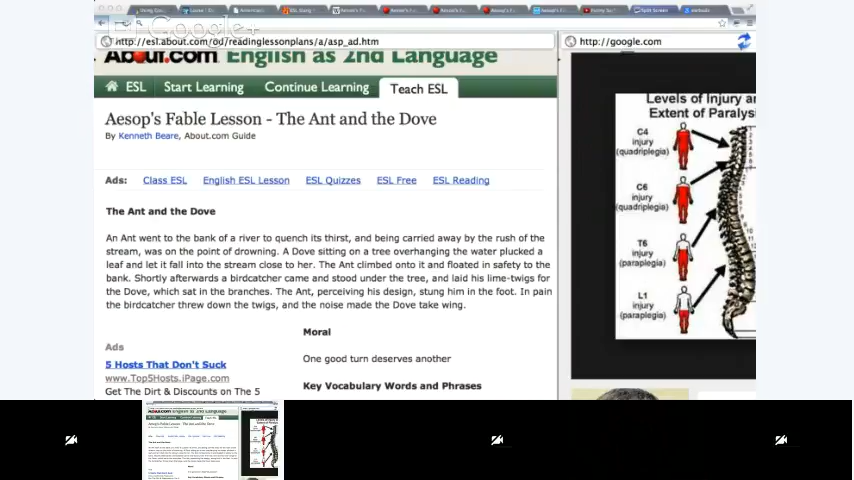 Google+
http://esl.about.com/od/readinglessonplans/a/asp_ad.htm
About.com English as 2nd Language
ESL Start Learning Continue Learning Teach ESL
Aesop's Fable Lesson - The Ant and the Dove
By Kenneth Beare, About.com Guide
Ads: Class ESL English ESL Lesson ESL Quizzes ESL Free ESL Reading
The Ant and the Dove
An Ant went to the bank of a river to quench its thirst, and being carried away by the rush of the
stream, was on the point of drowning. A Dove sitting on a tree overhanging the water plucked a
leaf and let it fall into the stream close to her. The Ant climbed onto it and floated in safety to the
bank. Shortly afterwards a birdcatcher came and stood under the tree, and laid his lime-twigs for
the Dove, which sat in the branches. The Ant, perceiving his design, stung him in the foot. In pain
the birdcatcher threw down the twigs, and the noise made the Dove take wing.
Moral
One good turn deserves another
Key Vocabulary Words and Phrases
Ads
5 Hosts That Don't Suck
www.Top5Hosts.iPage.com
Get The Dirt & Discounts on The 5
http://google.com
Levels of Injury
Extent of
C4
injury
(quadriplegia)
C6
injury
(quadriplegia)
T6
injury
(paraplegia)
L1
injury
(paraplegia)